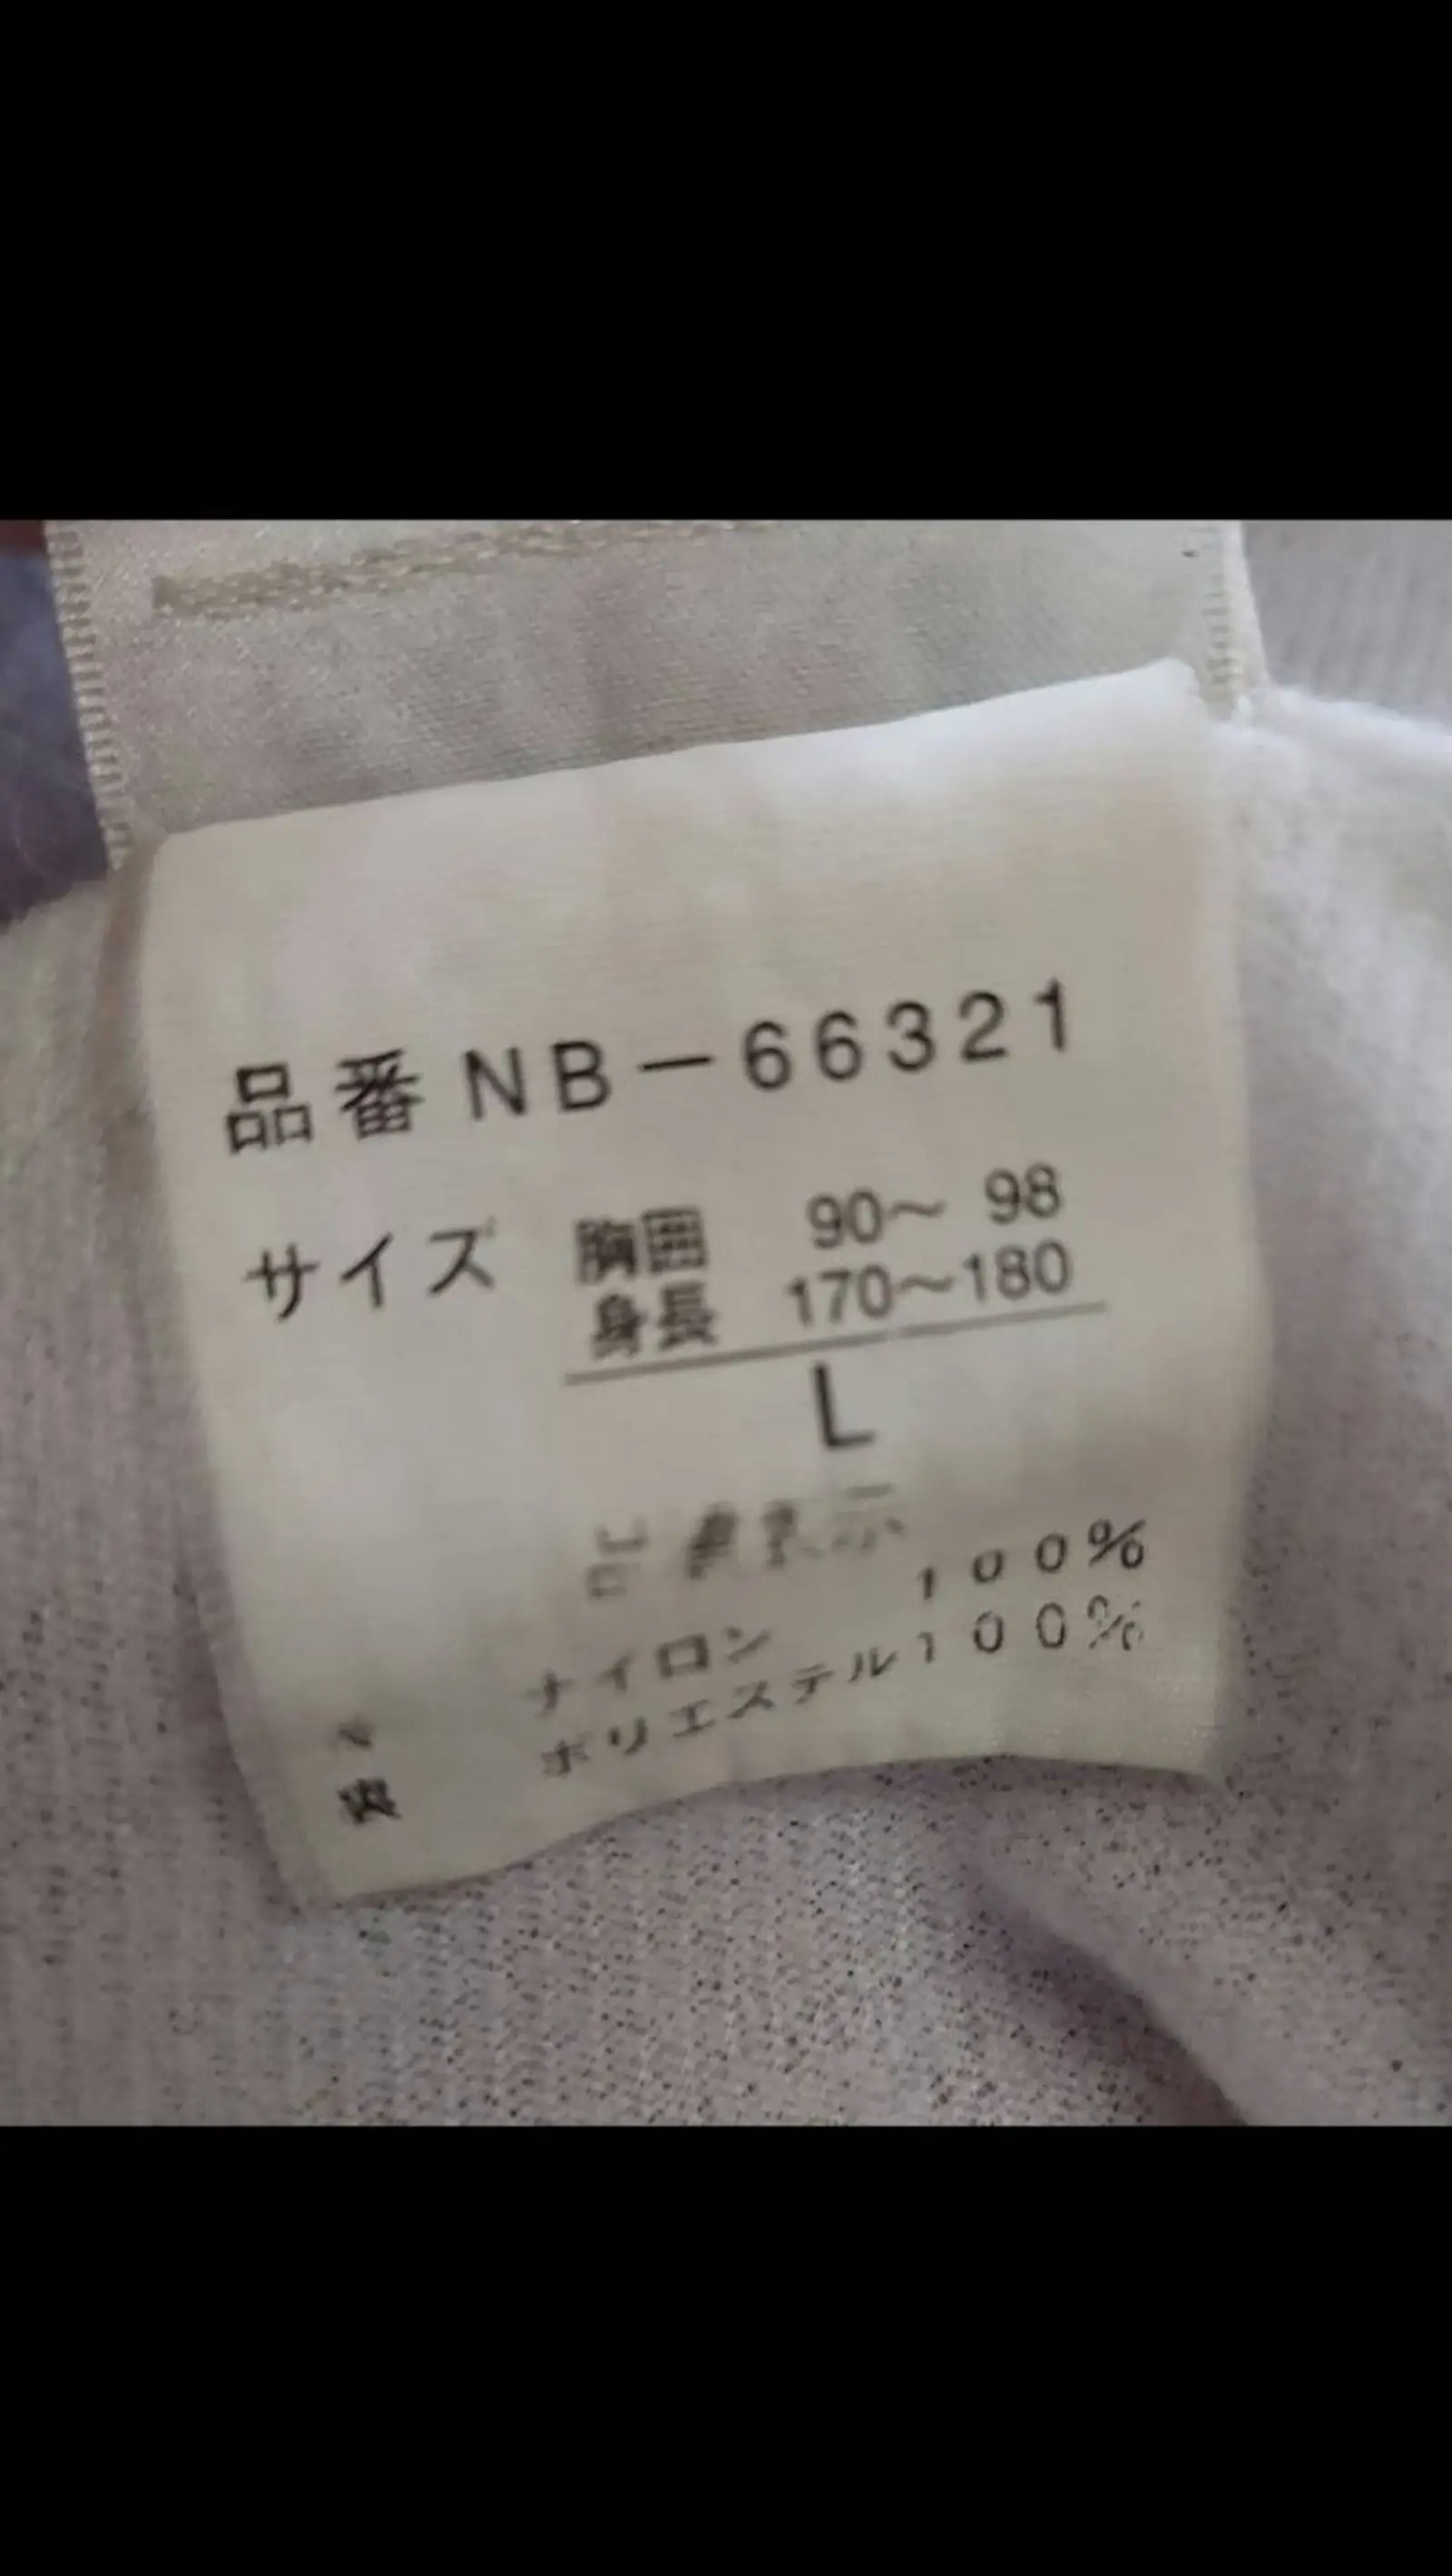 品番 NB-66321
サイズ 胸囲 90〜 98
身長 170〜180
L
ナイロン 100%
ポリエステル100%